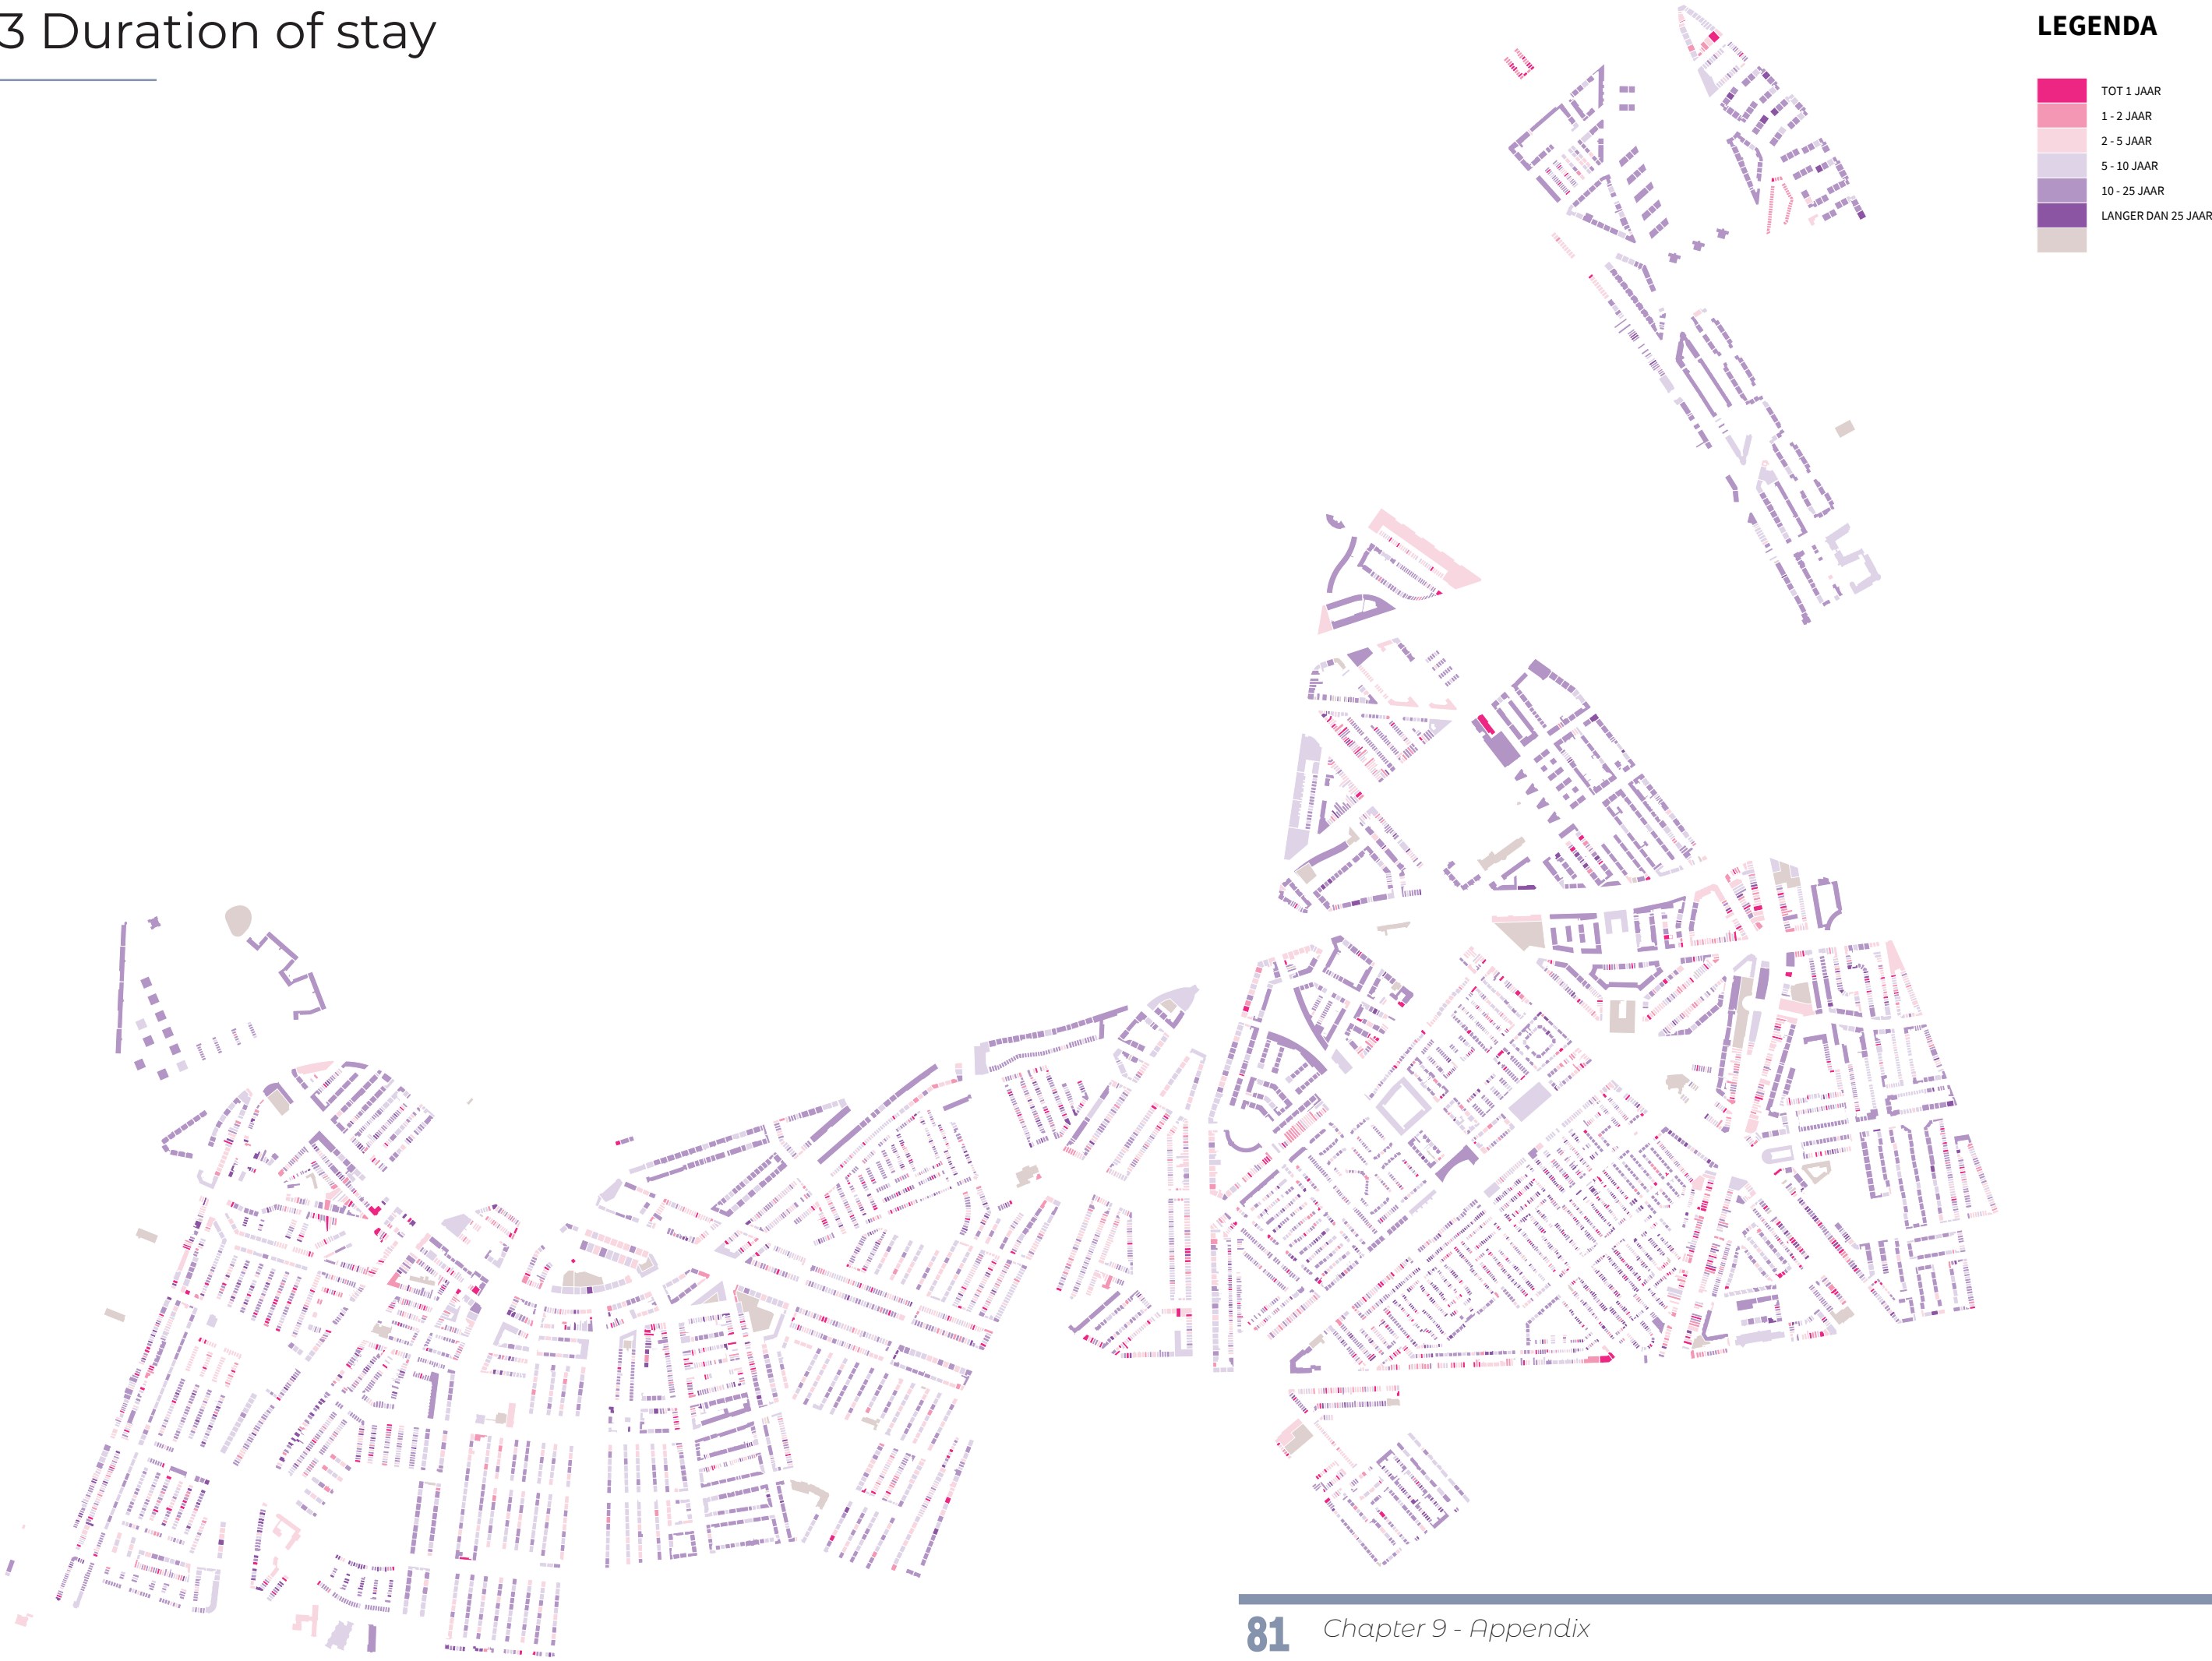 3 Duration of stay
LEGENDA
TOT 1 JAAR
1 - 2 JAAR
2 - 5 JAAR
5 - 10 JAAR
10 - 25 JAAR
LANGER DAN 25 JAAR
81 Chapter 9 - Appendix